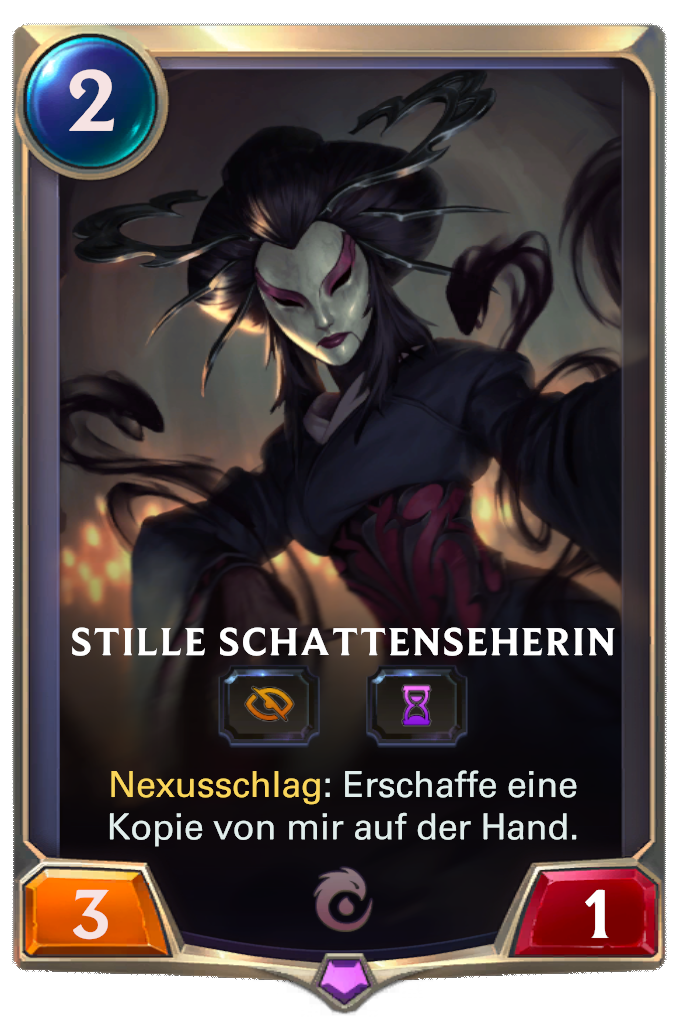 2
STILLE SCHATTENSEHERIN
Nexusschlag: Erschaffe eine
Kopie von mir auf der Hand.
3
1